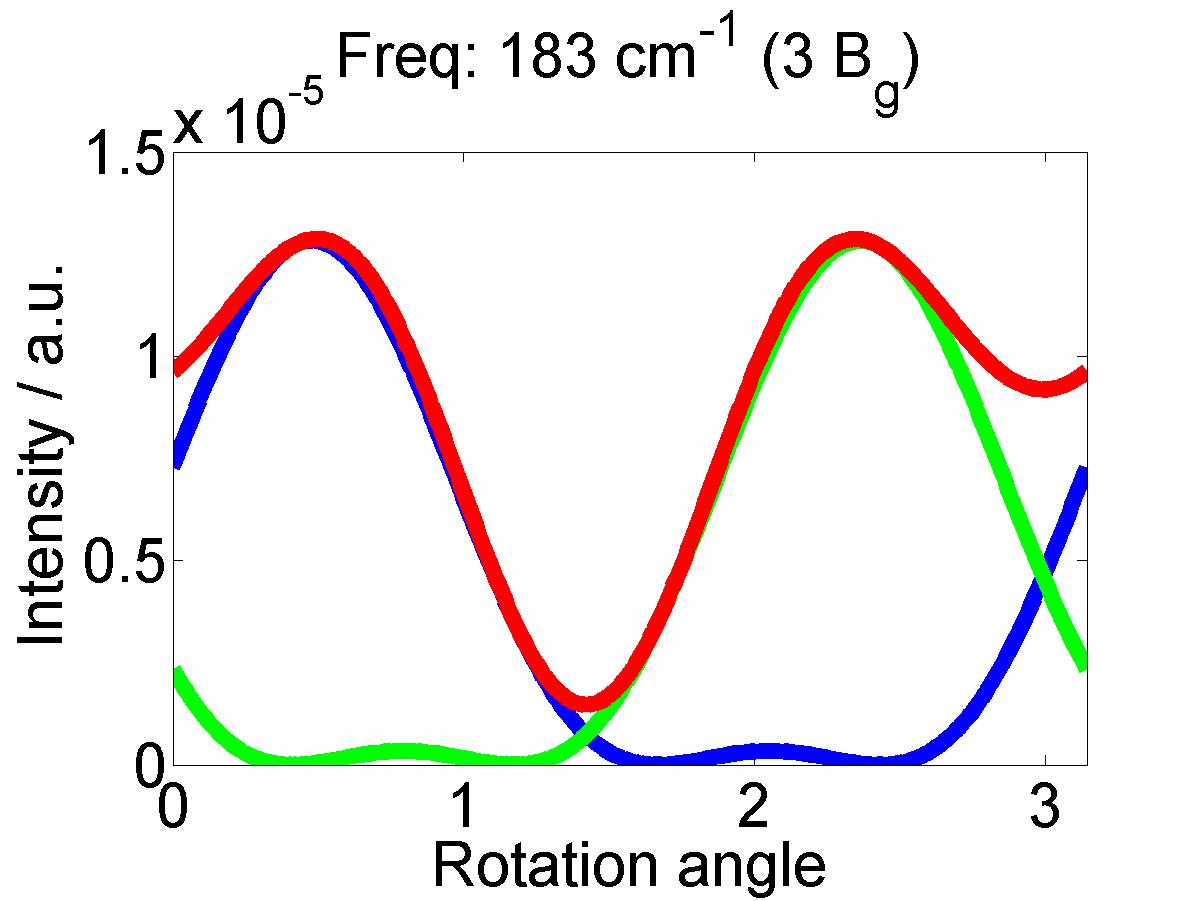 Freq: 183 cm⁻¹ (3 B_g)
x 10⁻⁵
1.5
1
0.5
0
Intensity / a.u.
0 1 2 3
Rotation angle